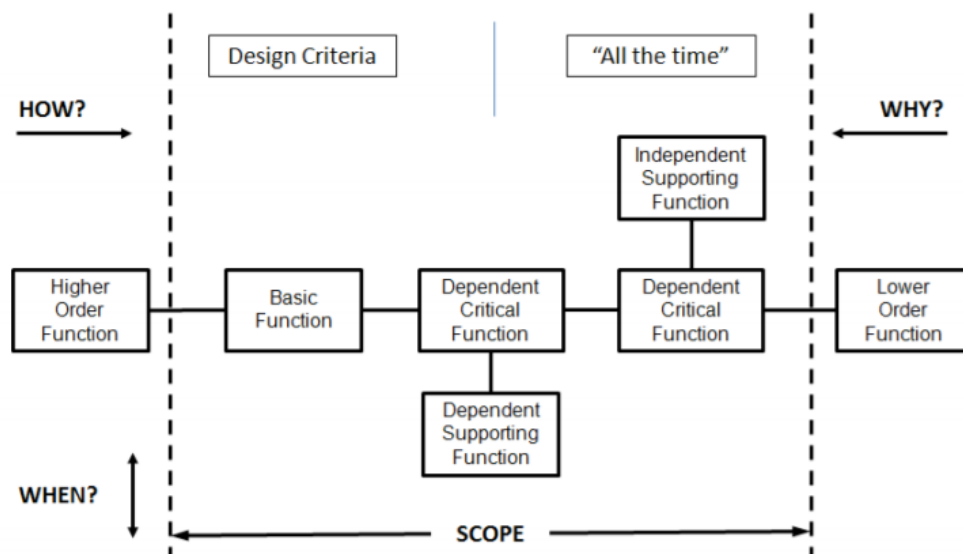 Design Criteria
“All the time”
HOW?
WHY?
Independent
Supporting
Function
Higher
Order
Function
Basic
Function
Dependent
Critical
Function
Dependent
Critical
Function
Lower
Order
Function
Dependent
Supporting
Function
WHEN?
SCOPE